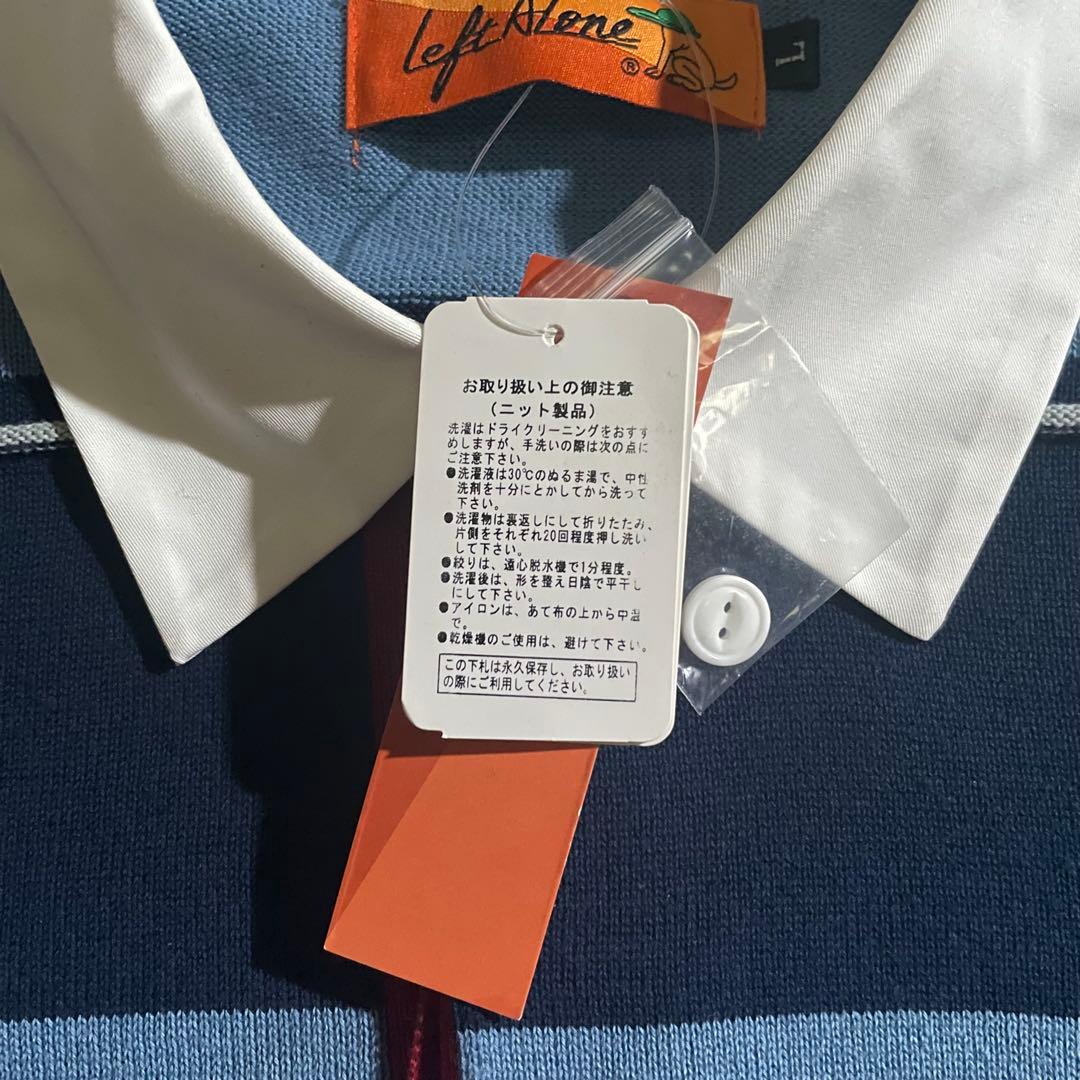 Left Alone
®
L
お取り扱い上の御注意
(ニット製品)
洗濯はドライクリーニングをおすす
めしますが、手洗いの際は次の点に
ご注意下さい。
●洗濯液は30℃のぬるま湯で、中性
洗剤を十分にとかしてから洗って
下さい。
●洗濯物は裏返しにして折りたたみ、
片側をそれぞれ20回程度押し洗い
して下さい。
●絞りは、遠心脱水機で1分程度。
●洗濯後は、形を整え日陰で平干し
にして下さい。
●アイロンは、あて布の上から中温
で。
●乾燥機のご使用は、避けて下さい。
この下札は永久保存し、お取り扱い
の際にご利用してください。